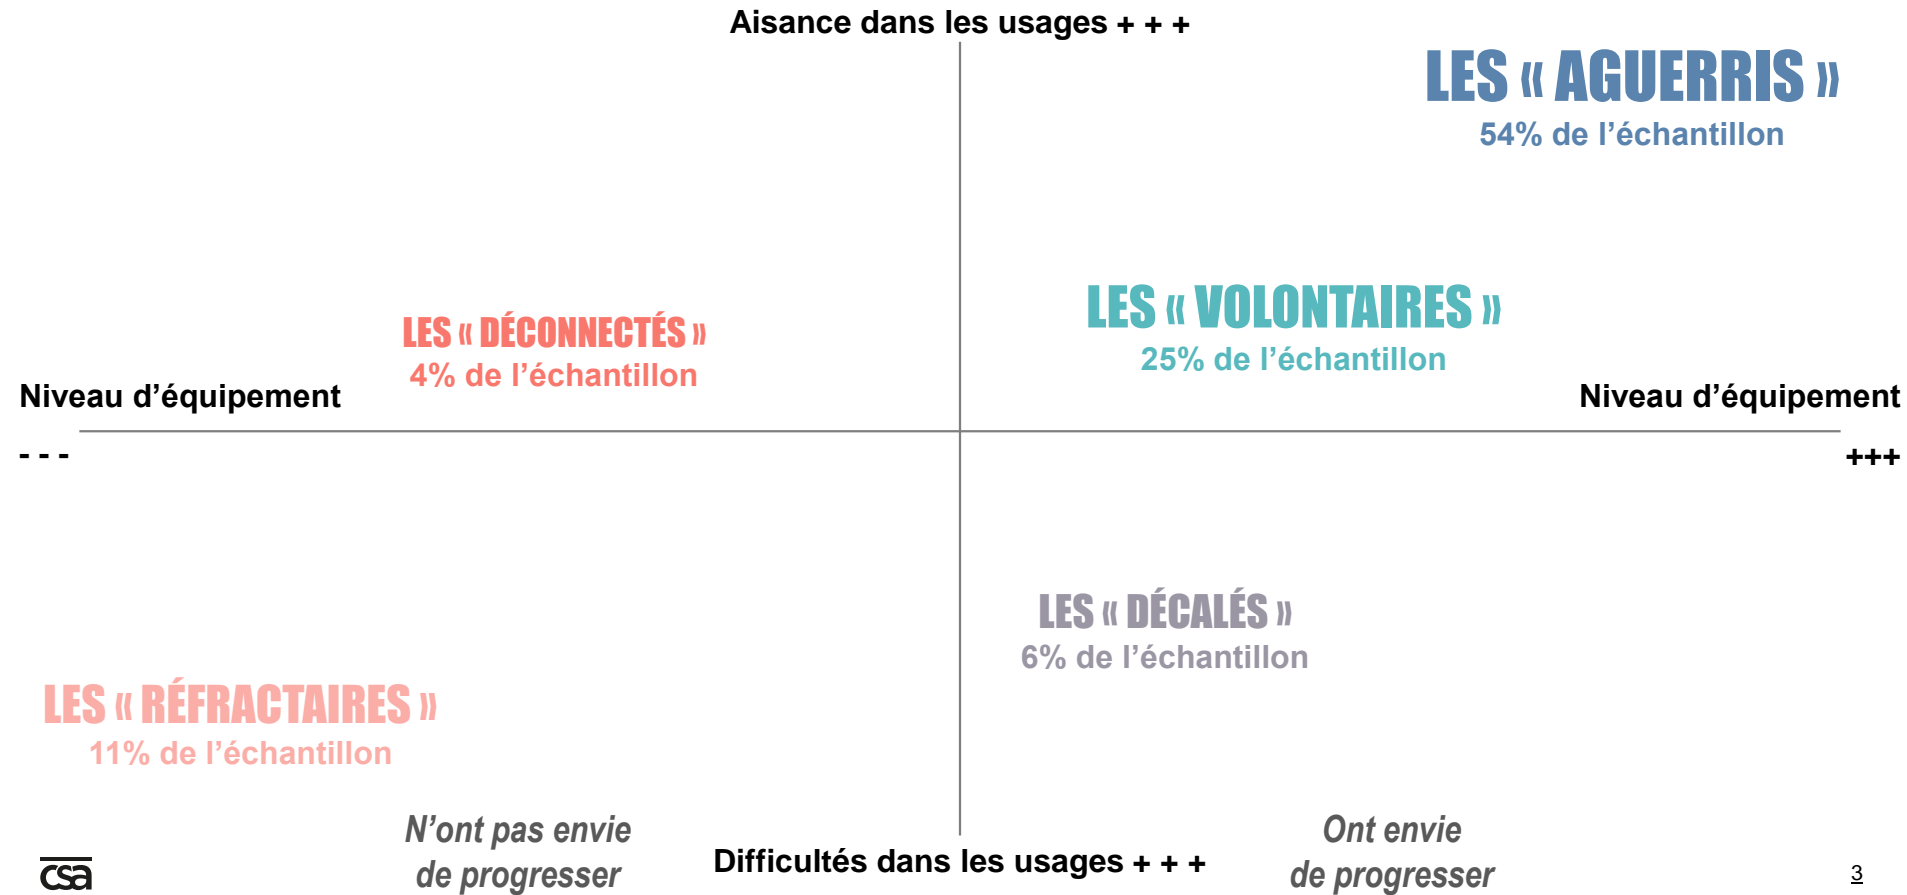 Aisance dans les usages + + +
LES « AGUERRIS »
54% de l’échantillon
LES « VOLONTAIRES »
25% de l’échantillon
LES « DÉCONNECTÉS »
4% de l’échantillon
Niveau d’équipement
- - -
Niveau d’équipement
+++
LES « DÉCALÉS »
6% de l’échantillon
LES « RÉFRACTAIRES »
11% de l’échantillon
N’ont pas envie
de progresser
Difficultés dans les usages + + +
Ont envie
de progresser
csa
3